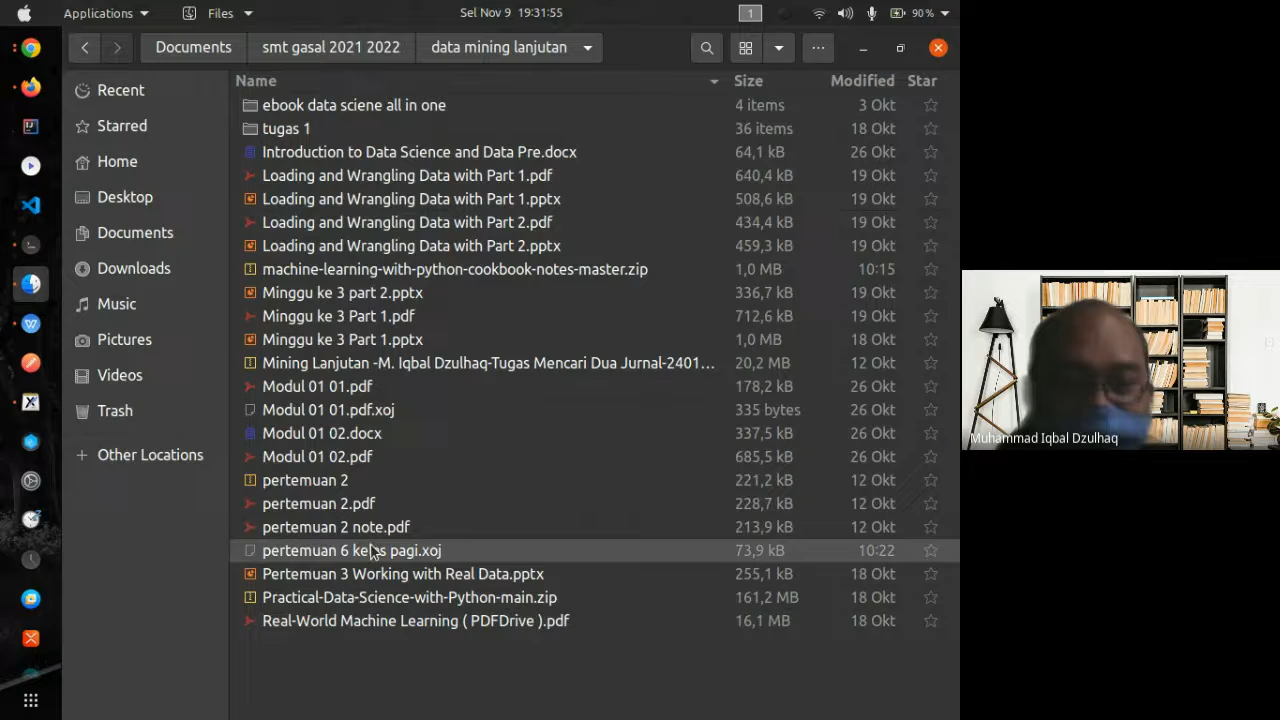 Applications
Files
Sel Nov 9 19:31:55
1
90 %
Documents
smt gasal 2021 2022
data mining lanjutan
Recent
Starred
Home
Desktop
Documents
Downloads
Music
Pictures
Videos
Trash
+ Other Locations
Name Size Modified Star
ebook data sciene all in one 4 items 3 Okt
tugas 1 36 items 18 Okt
Introduction to Data Science and Data Pre.docx 64,1 kB 26 Okt
Loading and Wrangling Data with Part 1.pdf 640,4 kB 19 Okt
Loading and Wrangling Data with Part 1.pptx 508,6 kB 19 Okt
Loading and Wrangling Data with Part 2.pdf 434,4 kB 19 Okt
Loading and Wrangling Data with Part 2.pptx 459,3 kB 19 Okt
machine-learning-with-python-cookbook-notes-master.zip 1,0 MB 10:15
Minggu ke 3 part 2.pptx 336,7 kB 19 Okt
Minggu ke 3 Part 1.pdf 712,6 kB 19 Okt
Minggu ke 3 Part 1.pptx 1,0 MB 18 Okt
Mining Lanjutan -M. Iqbal Dzulhaq-Tugas Mencari Dua Jurnal-2401... 20,2 MB 12 Okt
Modul 01 01.pdf 178,2 kB 26 Okt
Modul 01 01.pdf.xoj 335 bytes 26 Okt
Modul 01 02.docx 337,5 kB 26 Okt
Modul 01 02.pdf 685,5 kB 26 Okt
pertemuan 2 221,2 kB 12 Okt
pertemuan 2.pdf 228,7 kB 12 Okt
pertemuan 2 note.pdf 213,9 kB 12 Okt
pertemuan 6 kelas pagi.xoj 73,9 kB 10:22
Pertemuan 3 Working with Real Data.pptx 255,1 kB 18 Okt
Practical-Data-Science-with-Python-main.zip 161,2 MB 18 Okt
Real-World Machine Learning ( PDFDrive ).pdf 16,1 MB 18 Okt
Muhammad Iqbal Dzulhaq